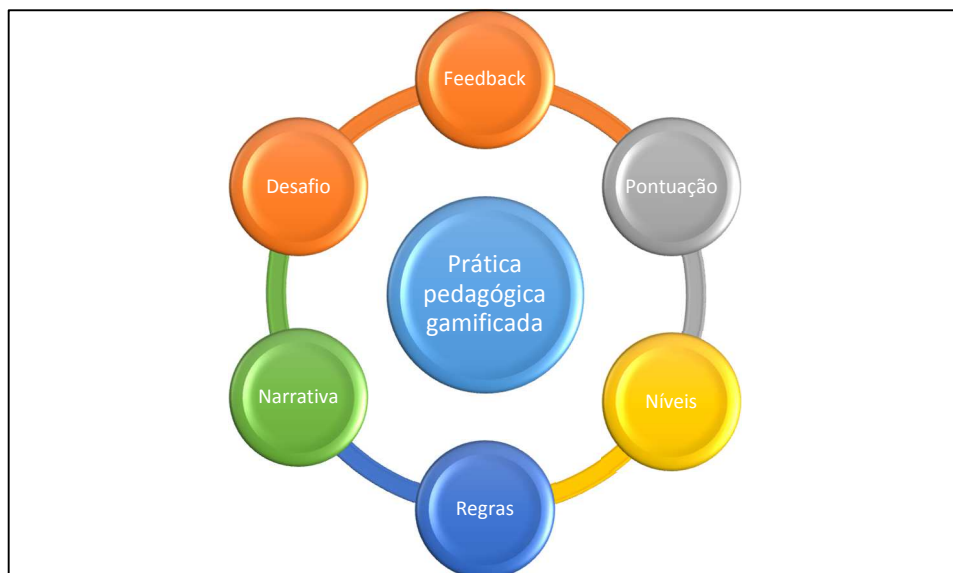 Feedback
Desafio
Pontuação
Prática
pedagógica
gamificada
Narrativa
Níveis
Regras